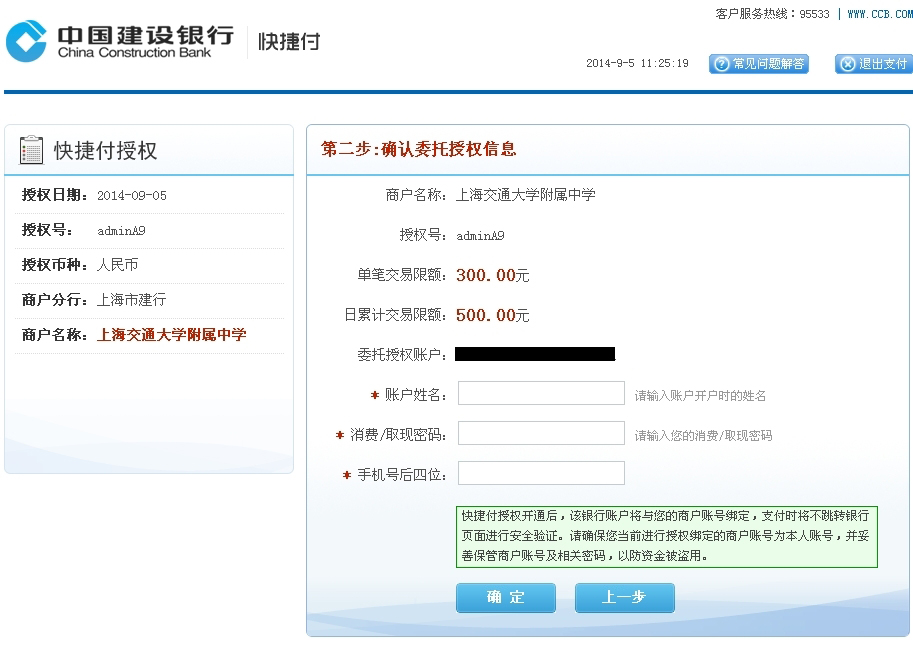 客户服务热线：95533 | WWW.CCB.COM
中国建设银行
China Construction Bank
快捷付
2014-9-5 11:25:19
常见问题解答
退出支付
快捷付授权
授权日期： 2014-09-05
授权号： adminA9
授权币种： 人民币
商户分行： 上海市建行
商户名称： 上海交通大学附属中学
第二步:确认委托授权信息
商户名称： 上海交通大学附属中学
授权号： adminA9
单笔交易限额： 300.00元
日累计交易限额： 500.00元
委托授权账户：
* 账户姓名： 请输入账户开户时的姓名
* 消费/取现密码： 请输入您的消费/取现密码
* 手机号后四位：
快捷付授权开通后，该银行账户将与您的商户账号绑定，支付时将不跳转银行
页面进行安全验证。请确保您当前进行授权绑定的商户账号为本人账号，并妥
善保管商户账号及相关密码，以防资金被盗用。
确 定
上一步